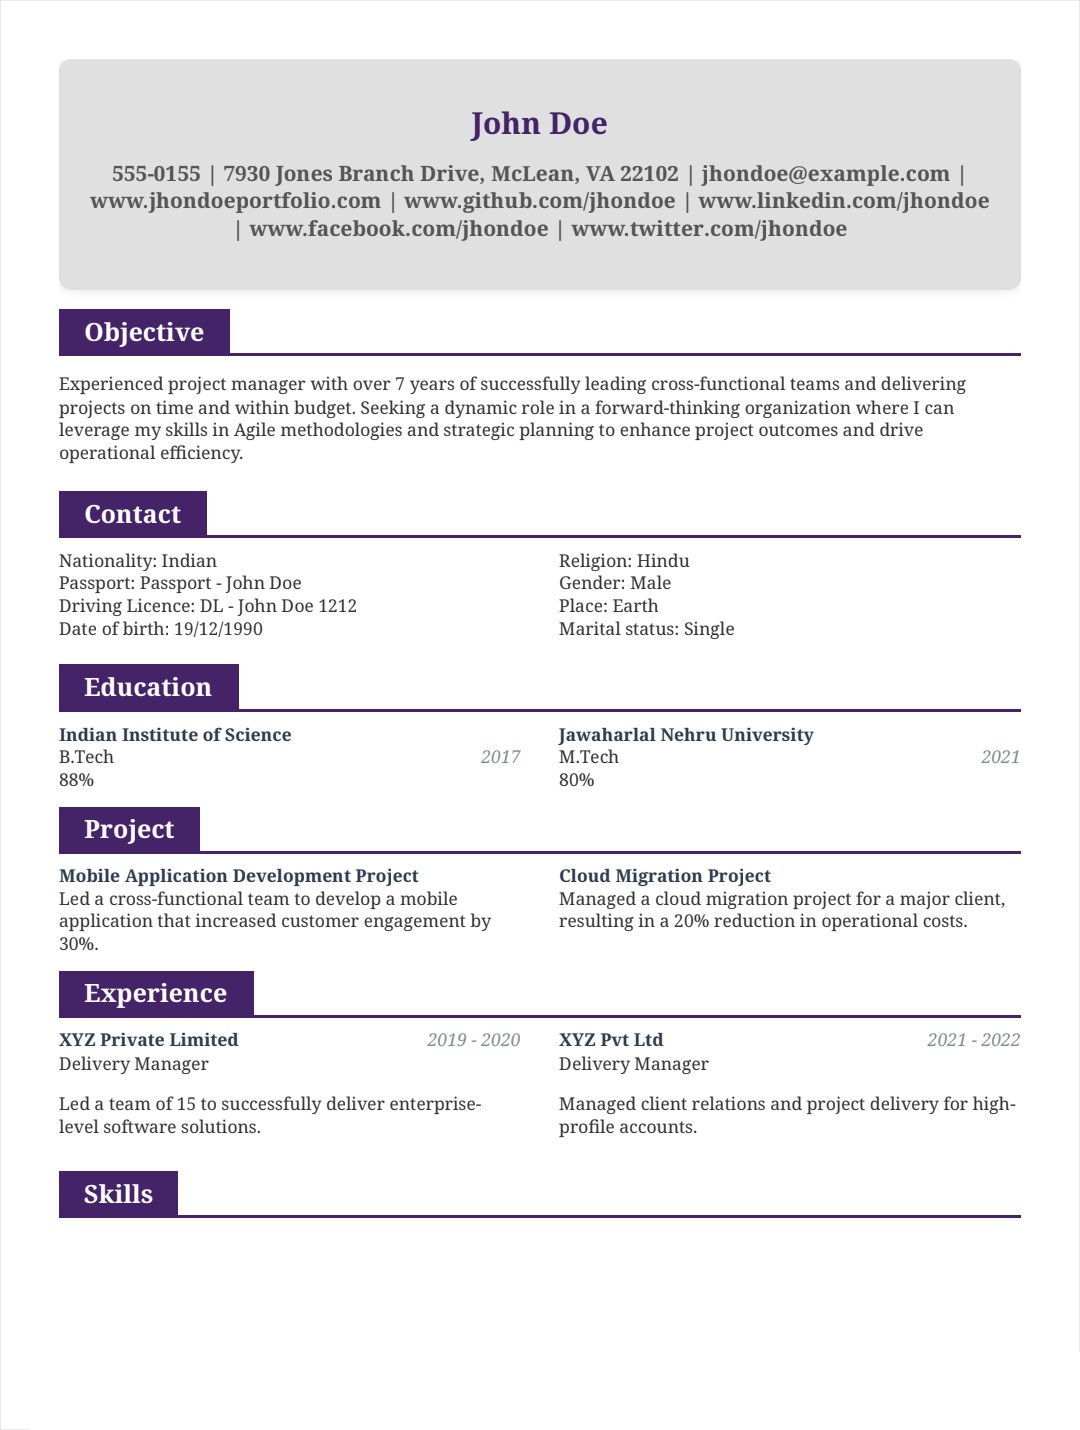 John Doe
555-0155 | 7930 Jones Branch Drive, McLean, VA 22102 | jhondoe@example.com |
www.jhondoeportfolio.com | www.github.com/jhondoe | www.linkedin.com/jhondoe
| www.facebook.com/jhondoe | www.twitter.com/jhondoe
Objective
Experienced project manager with over 7 years of successfully leading cross-functional teams and delivering
projects on time and within budget. Seeking a dynamic role in a forward-thinking organization where I can
leverage my skills in Agile methodologies and strategic planning to enhance project outcomes and drive
operational efficiency.
Contact
Nationality: Indian
Passport: Passport - John Doe
Driving Licence: DL - John Doe 1212
Date of birth: 19/12/1990
Religion: Hindu
Gender: Male
Place: Earth
Marital status: Single
Education
Indian Institute of Science
B.Tech 2017
88%
Jawaharlal Nehru University
M.Tech 2021
80%
Project
Mobile Application Development Project
Led a cross-functional team to develop a mobile
application that increased customer engagement by
30%.
Cloud Migration Project
Managed a cloud migration project for a major client,
resulting in a 20% reduction in operational costs.
Experience
XYZ Private Limited 2019 - 2020
Delivery Manager
Led a team of 15 to successfully deliver enterprise-
level software solutions.
XYZ Pvt Ltd 2021 - 2022
Delivery Manager
Managed client relations and project delivery for high-
profile accounts.
Skills